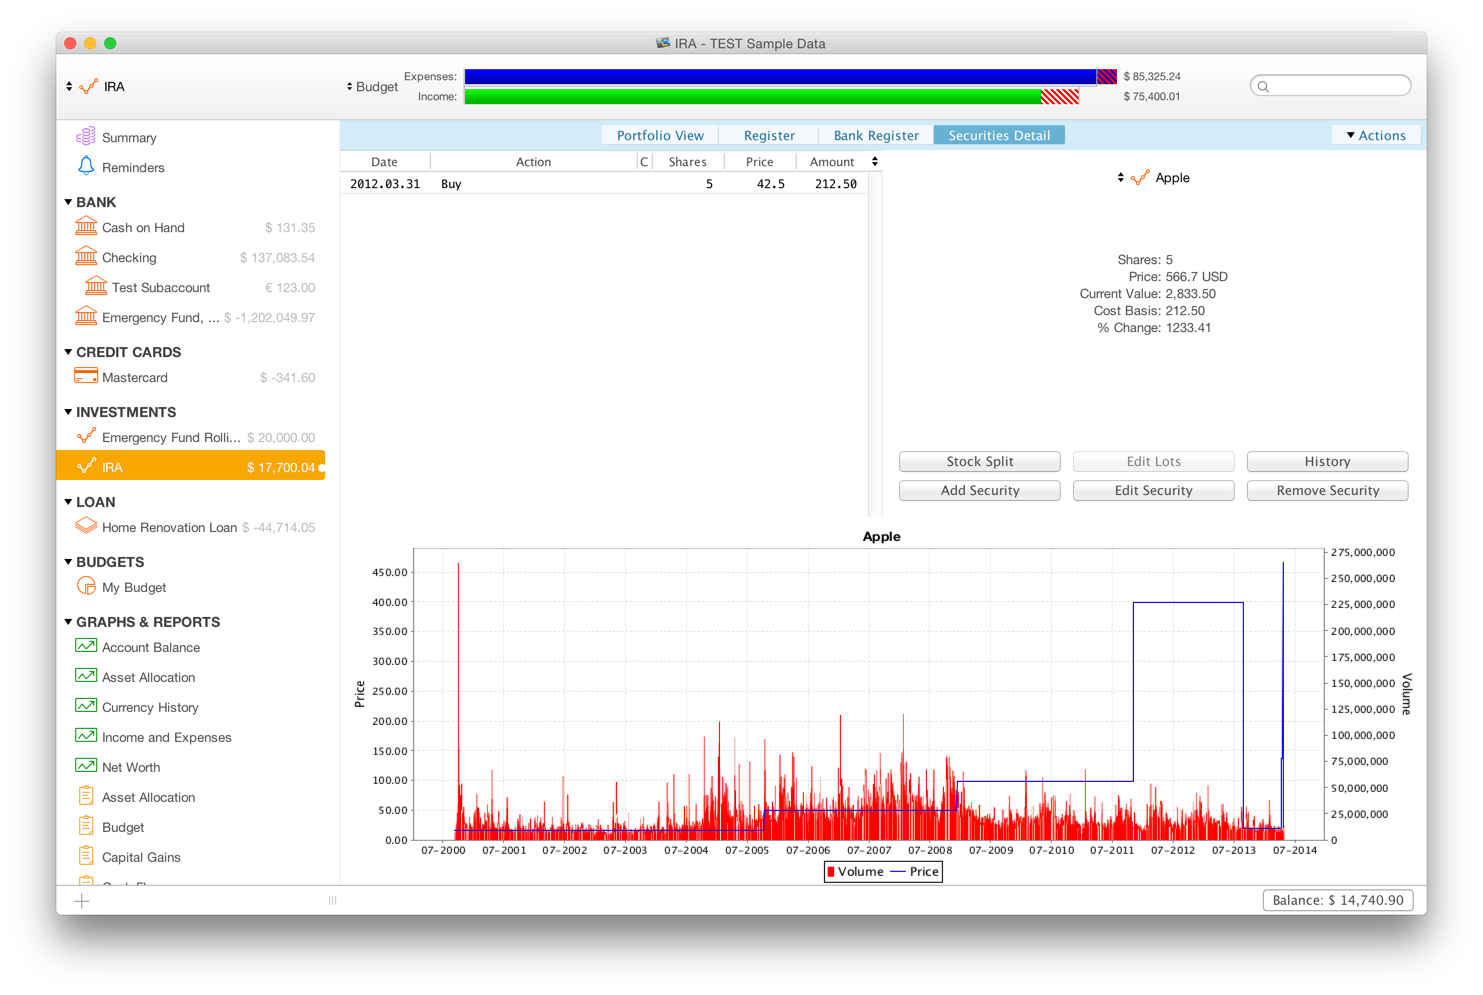 IRA - TEST Sample Data
IRA
Budget
Expenses:
$ 85,325.24
Income:
$ 75,400.01
Summary
Reminders
BANK
Cash on Hand $ 131.35
Checking $ 137,083.54
Test Subaccount € 123.00
Emergency Fund, ... $ -1,202,049.97
CREDIT CARDS
Mastercard $ -341.60
INVESTMENTS
Emergency Fund Rolli... $ 20,000.00
IRA $ 17,700.04
LOAN
Home Renovation Loan $ -44,714.05
BUDGETS
My Budget
GRAPHS & REPORTS
Account Balance
Asset Allocation
Currency History
Income and Expenses
Net Worth
Asset Allocation
Budget
Capital Gains
Portfolio View Register Bank Register Securities Detail Actions
Date Action C Shares Price Amount
2012.03.31 Buy 5 42.5 212.50
Apple
Shares: 5
Price: 566.7 USD
Current Value: 2,833.50
Cost Basis: 212.50
% Change: 1233.41
Stock Split Edit Lots History
Add Security Edit Security Remove Security
Apple
Price
450.00
400.00
350.00
300.00
250.00
200.00
150.00
100.00
50.00
0.00
275,000,000
250,000,000
225,000,000
200,000,000
175,000,000
150,000,000
125,000,000
100,000,000
75,000,000
50,000,000
25,000,000
0
Volume
07-2000 07-2001 07-2002 07-2003 07-2004 07-2005 07-2006 07-2007 07-2008 07-2009 07-2010 07-2011 07-2012 07-2013 07-2014
Volume Price
Balance: $ 14,740.90